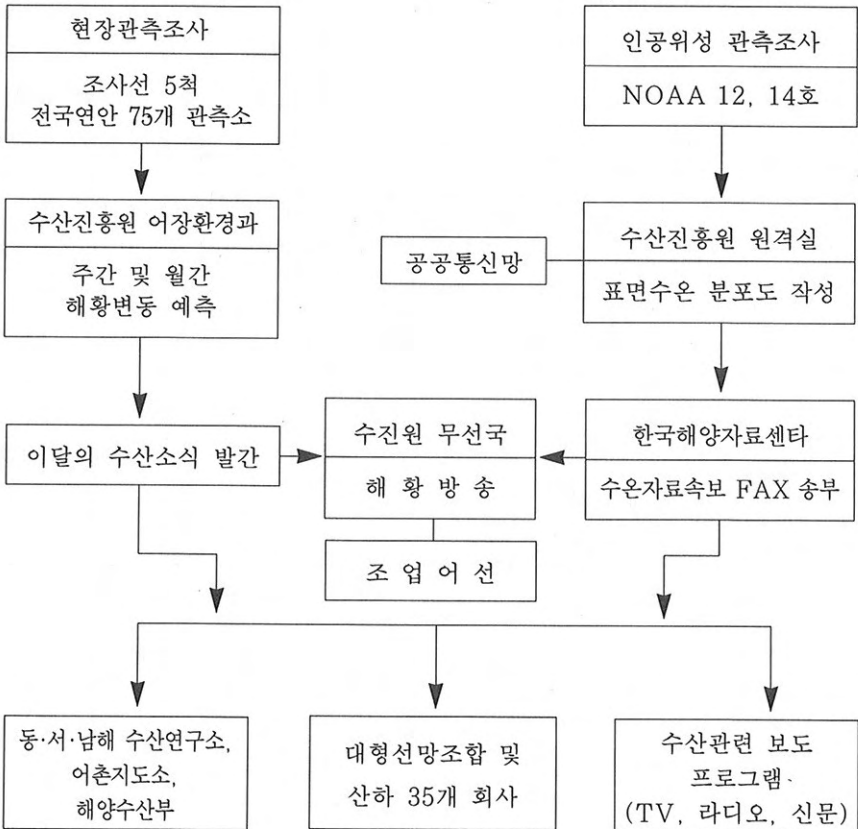 현장관측조사
조사선 5척
전국연안 75개 관측소
인공위성 관측조사
NOAA 12, 14호
수산진흥원 어장환경과
주간 및 월간
해황변동 예측
공공통신망
수산진흥원 원격실
표면수온 분포도 작성
이달의 수산소식 발간
수진원 무선국
해 황 방 송
조 업 어 선
한국해양자료센타
수온자료속보 FAX 송부
동·서·남해 수산연구소,
어촌지도소,
해양수산부
대형선망조합 및
산하 35개 회사
수산관련 보도
프로그램
(TV, 라디오, 신문)